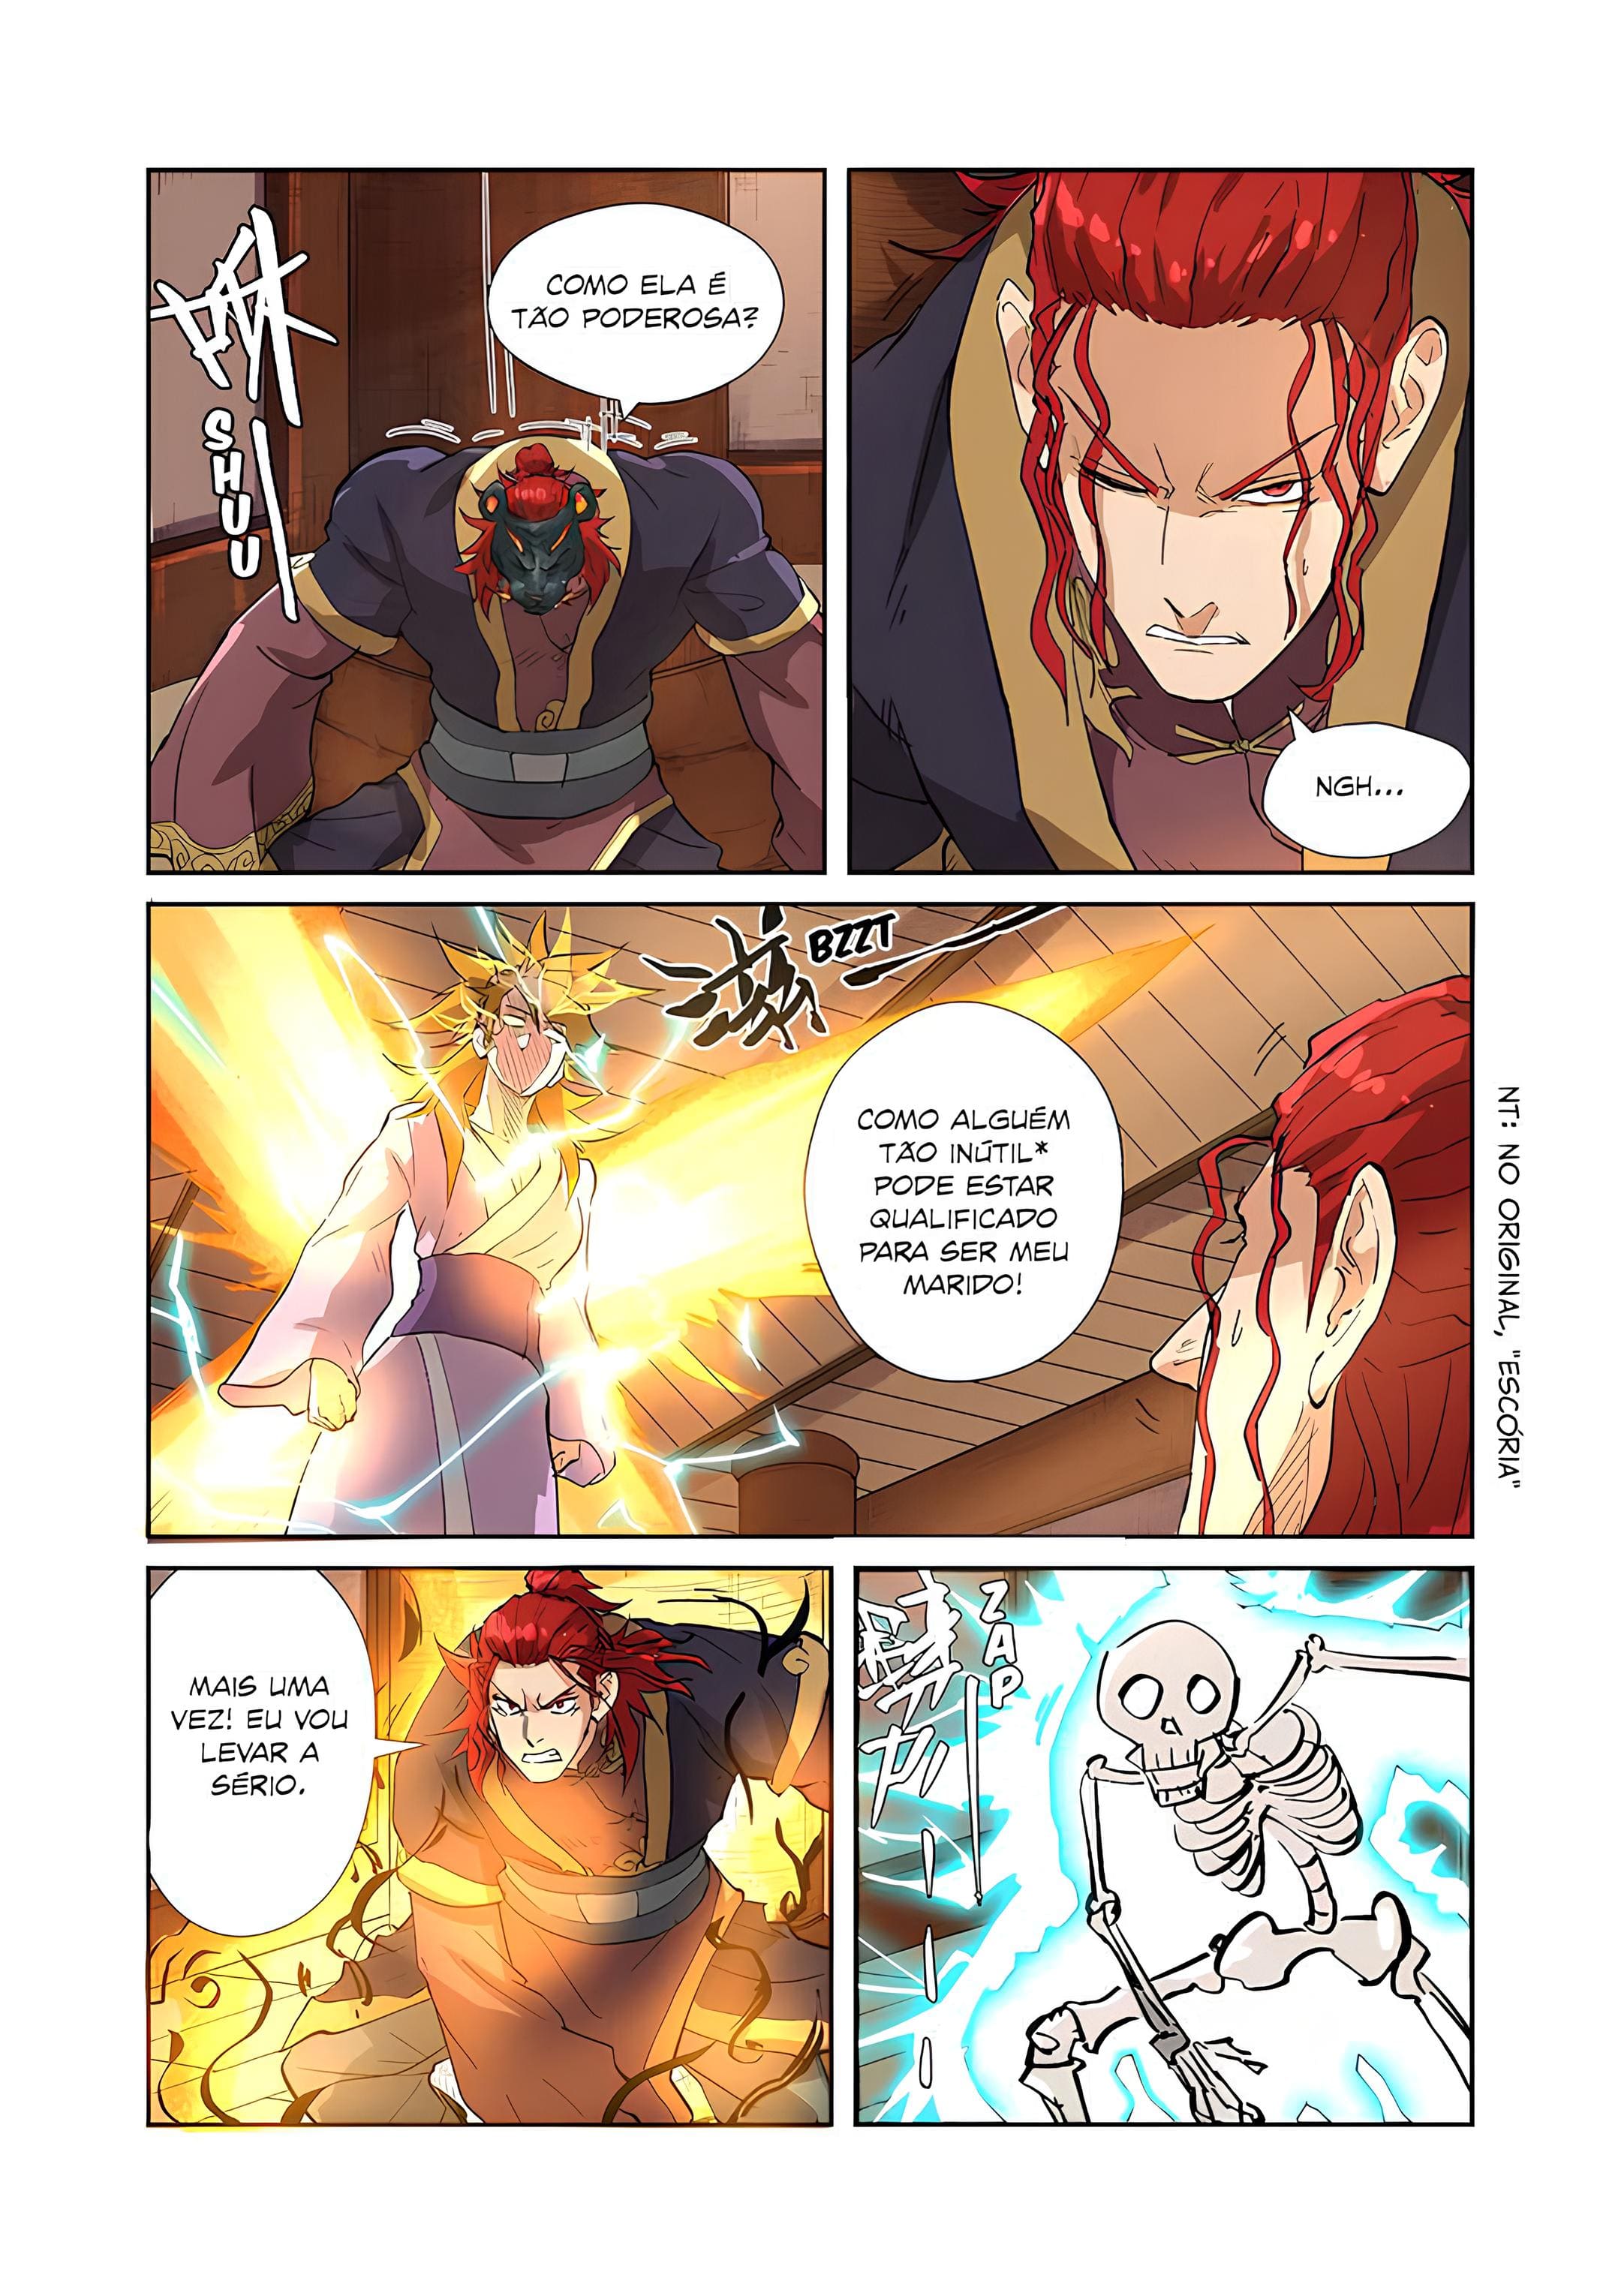 COMO ELA É
TÃO PODEROSA?
SHUU
NGH...
BZZT
COMO ALGUÉM
TÃO INÚTIL*
PODE ESTAR
QUALIFICADO
PARA SER MEU
MARIDO!
NT: NO ORIGINAL, "ESCÓRIA"
MAIS UMA
VEZ! EU VOU
LEVAR A
SÉRIO.
ZAP